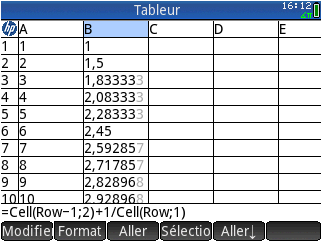 Tableur 16:12
hp A B C D E
1 1 1
2 2 1,5
3 3 1,833333
4 4 2,083333
5 5 2,283333
6 6 2,45
7 7 2,592857
8 8 2,717857
9 9 2,828968
10 10 2,928968
=Cell(Row-1;2)+1/Cell(Row;1)
Modifier Format Aller Sélectio Aller↓